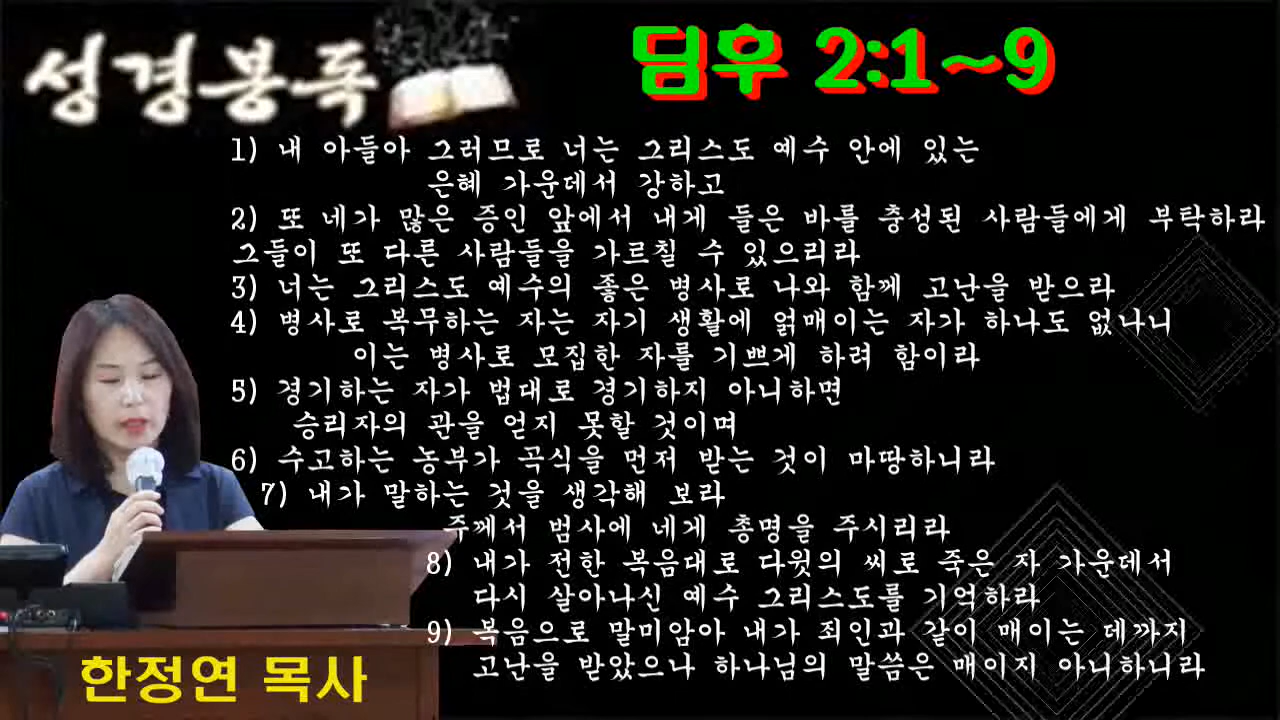 성경봉독
딤후 2:1~9
1) 내 아들아 그러므로 너는 그리스도 예수 안에 있는
은혜 가운데서 강하고
2) 또 네가 많은 증인 앞에서 내게 들은 바를 충성된 사람들에게 부탁하라
그들이 또 다른 사람들을 가르칠 수 있으리라
3) 너는 그리스도 예수의 좋은 병사로 나와 함께 고난을 받으라
4) 병사로 복무하는 자는 자기 생활에 얽매이는 자가 하나도 없나니
이는 병사로 모집한 자를 기쁘게 하려 함이라
5) 경기하는 자가 법대로 경기하지 아니하면
승리자의 관을 얻지 못할 것이며
6) 수고하는 농부가 곡식을 먼저 받는 것이 마땅하니라
7) 내가 말하는 것을 생각해 보라
주께서 범사에 네게 총명을 주시리라
8) 내가 전한 복음대로 다윗의 씨로 죽은 자 가운데서
다시 살아나신 예수 그리스도를 기억하라
9) 복음으로 말미암아 내가 죄인과 같이 매이는 데까지
고난을 받았으나 하나님의 말씀은 매이지 아니하니라
한정연 목사